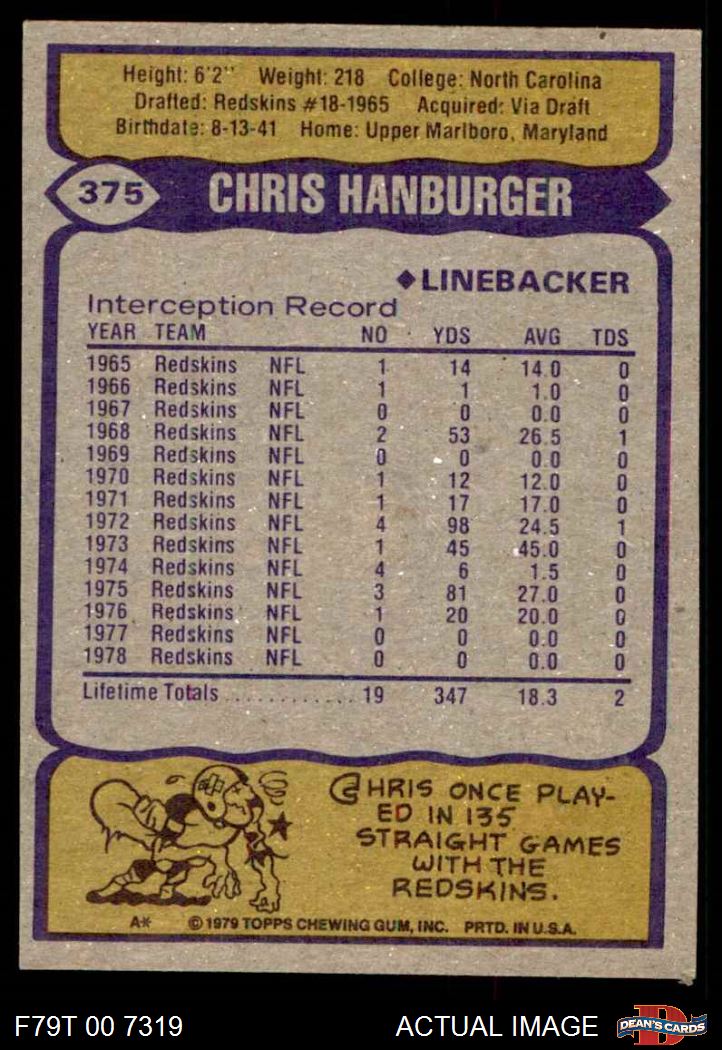 Height: 6'2" Weight: 218 College: North Carolina
Drafted: Redskins #18-1965 Acquired: Via Draft
Birthdate: 8-13-41 Home: Upper Marlboro, Maryland
375 CHRIS HANBURGER
◆LINEBACKER
Interception Record
YEAR TEAM NO YDS AVG TDS
1965 Redskins NFL 1 14 14.0 0
1966 Redskins NFL 1 1 1.0 0
1967 Redskins NFL 0 0 0.0 0
1968 Redskins NFL 2 53 26.5 1
1969 Redskins NFL 0 0 0.0 0
1970 Redskins NFL 1 12 12.0 0
1971 Redskins NFL 1 17 17.0 0
1972 Redskins NFL 4 98 24.5 1
1973 Redskins NFL 1 45 45.0 0
1974 Redskins NFL 4 6 1.5 0
1975 Redskins NFL 3 81 27.0 0
1976 Redskins NFL 1 20 20.0 0
1977 Redskins NFL 0 0 0.0 0
1978 Redskins NFL 0 0 0.0 0
Lifetime Totals ............ 19 347 18.3 2
CHRIS ONCE PLAY-
ED IN 135
STRAIGHT GAMES
WITH THE
REDSKINS.
A* © 1979 TOPPS CHEWING GUM, INC. PRTD. IN U.S.A.
F79T 00 7319 ACTUAL IMAGE D DEAN'S CARDS